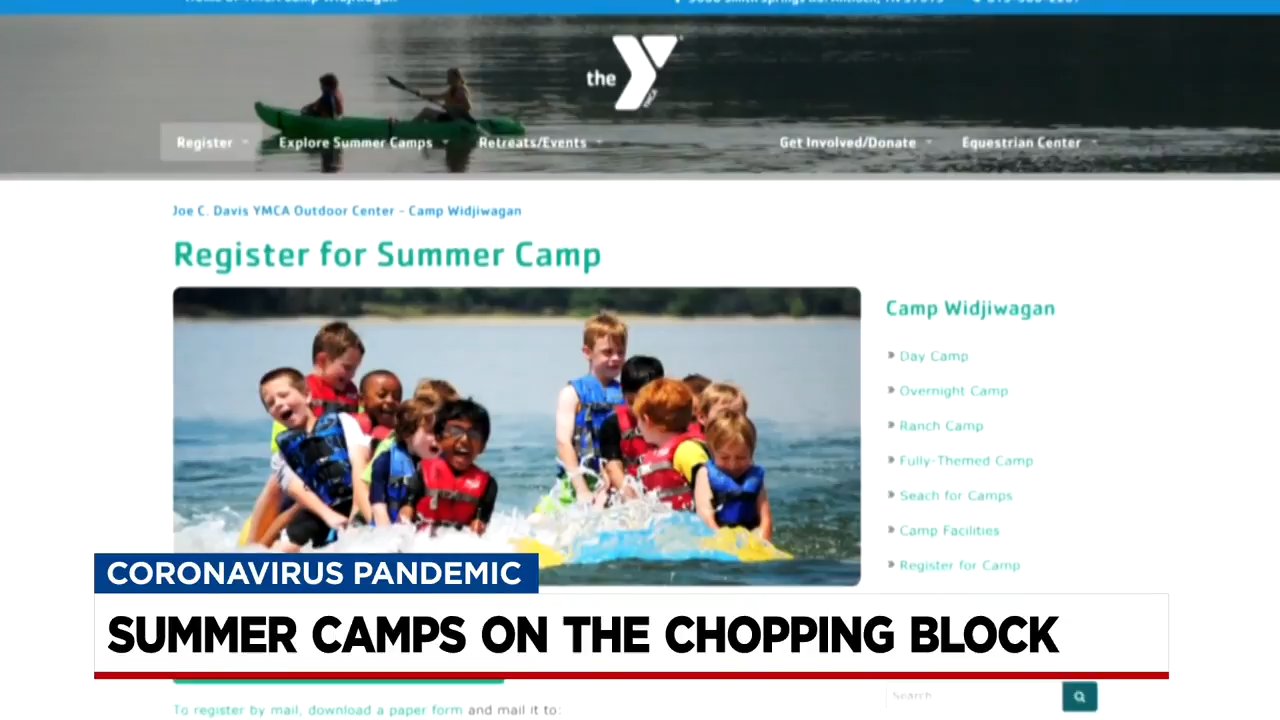 the
YMCA
Register
Explore Summer Camps
Retreats/Events
Get Involved/Donate
Equestrian Center
Joe C. Davis YMCA Outdoor Center - Camp Widjiwagan
Register for Summer Camp
Camp Widjiwagan
Day Camp
Overnight Camp
Ranch Camp
Fully-Themed Camp
Seach for Camps
Camp Facilities
Register for Camp
CORONAVIRUS PANDEMIC
SUMMER CAMPS ON THE CHOPPING BLOCK
Search
To register by mail, download a paper form and mail it to: